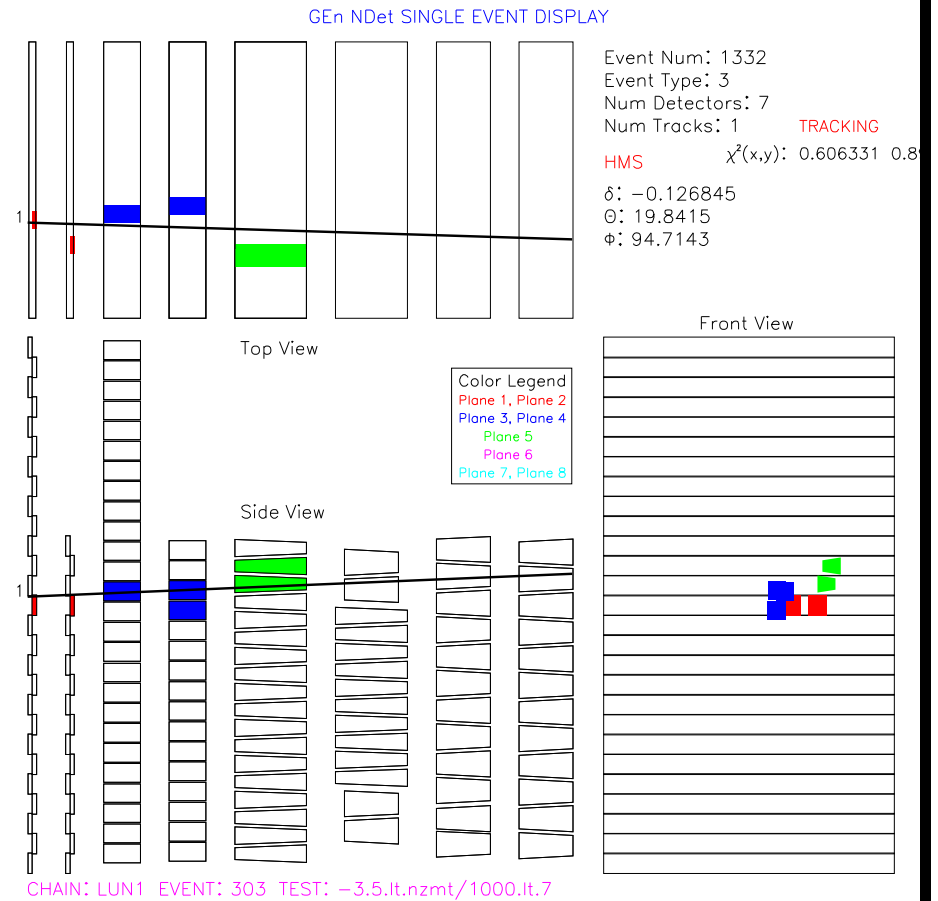 GEn NDet SINGLE EVENT DISPLAY
Event Num: 1332
Event Type: 3
Num Detectors: 7
Num Tracks: 1
TRACKING
χ²(x,y): 0.606331 0.89
HMS
δ: −0.126845
Θ: 19.8415
Φ: 94.7143
1
Top View
Front View
Color Legend
Plane 1, Plane 2
Plane 3, Plane 4
Plane 5
Plane 6
Plane 7, Plane 8
Side View
1
CHAIN: LUN1 EVENT: 303 TEST: −3.5.lt.nzmt/1000.lt.7